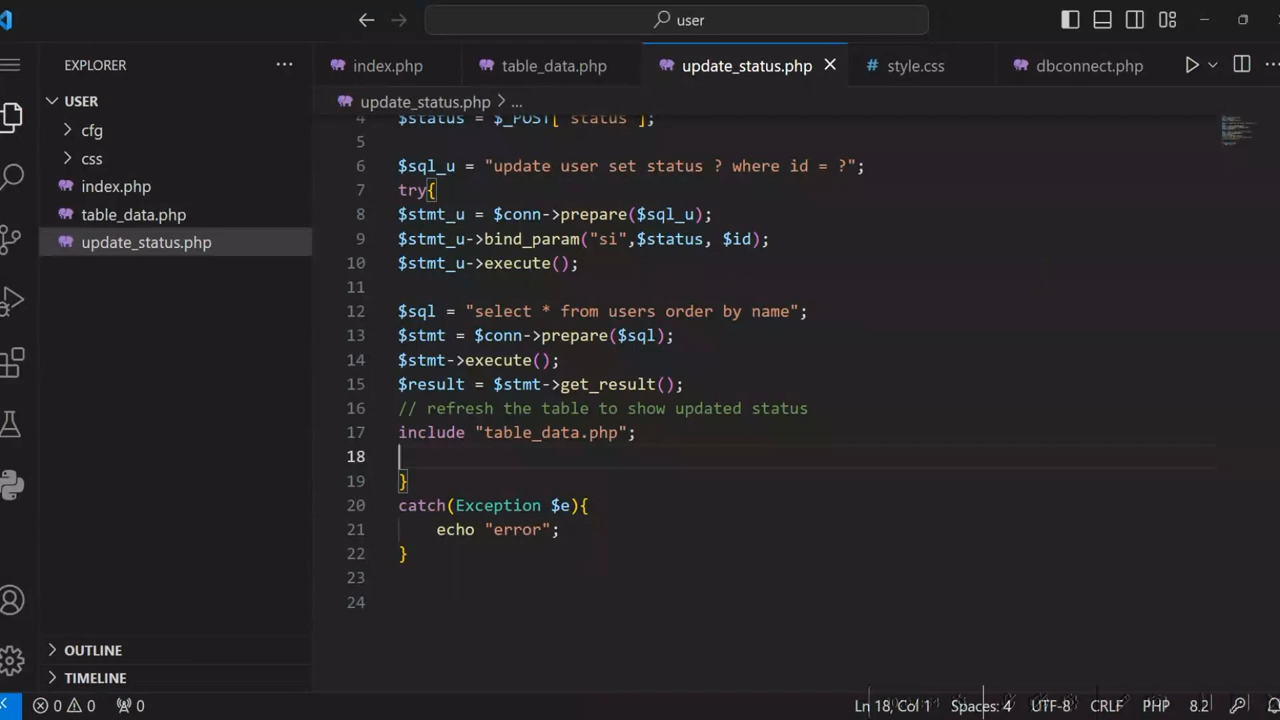 user
EXPLORER
index.php
table_data.php
update_status.php
style.css
dbconnect.php
USER
update_status.php > ...
cfg
css
index.php
table_data.php
update_status.php
4 $status = $_POST['status'];
5
6 $sql_u = "update user set status ? where id = ?";
7 try{
8 $stmt_u = $conn->prepare($sql_u);
9 $stmt_u->bind_param("si",$status, $id);
10 $stmt_u->execute();
11
12 $sql = "select * from users order by name";
13 $stmt = $conn->prepare($sql);
14 $stmt->execute();
15 $result = $stmt->get_result();
16 // refresh the table to show updated status
17 include "table_data.php";
18
19 }
20 catch(Exception $e){
21 echo "error";
22 }
23
24
OUTLINE
TIMELINE
0 0 0
Ln 18, Col 1 Spaces: 4 UTF-8 CRLF PHP 8.2